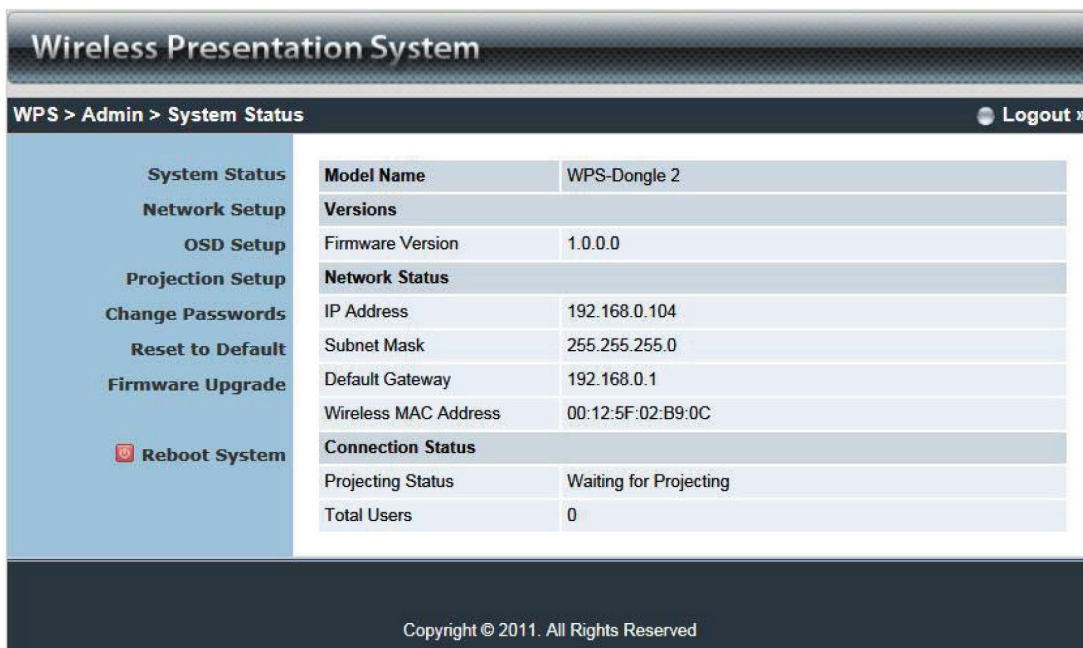 Wireless Presentation System
WPS > Admin > System Status
Logout »
System Status
Network Setup
OSD Setup
Projection Setup
Change Passwords
Reset to Default
Firmware Upgrade
Reboot System
Model Name WPS-Dongle 2
Versions
Firmware Version 1.0.0.0
Network Status
IP Address 192.168.0.104
Subnet Mask 255.255.255.0
Default Gateway 192.168.0.1
Wireless MAC Address 00:12:5F:02:B9:0C
Connection Status
Projecting Status Waiting for Projecting
Total Users 0
Copyright © 2011. All Rights Reserved